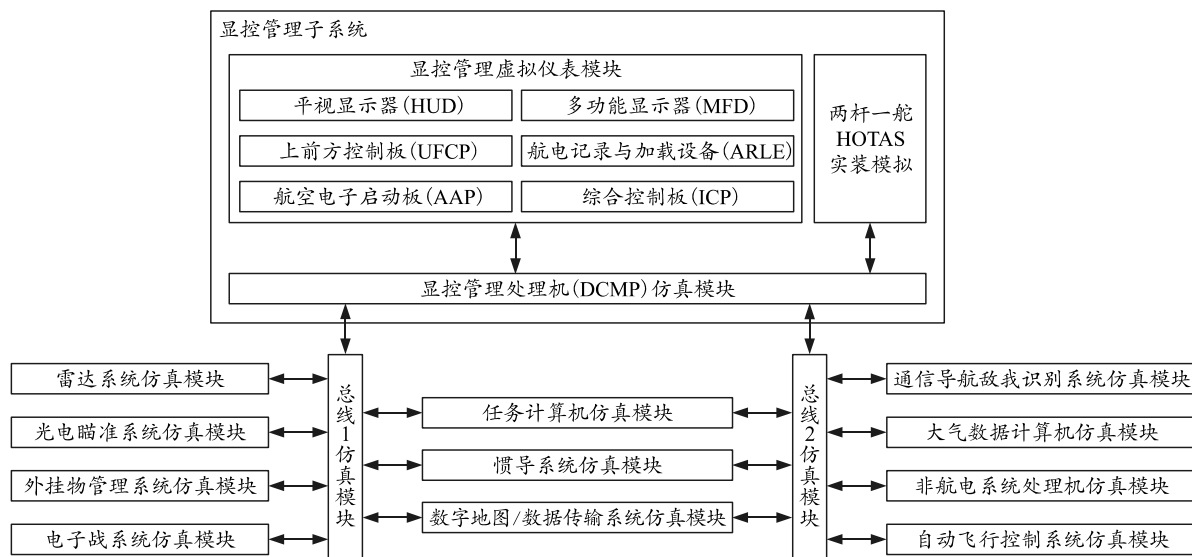 显控管理子系统
显控管理虚拟仪表模块
平视显示器(HUD)
多功能显示器(MFD)
上前方控制板(UFCP)
航电记录与加载设备(ARLE)
航空电子启动板(AAP)
综合控制板(ICP)
两杆一舵
HOTAS
实装模拟
显控管理处理机(DCMP)仿真模块
雷达系统仿真模块
光电瞄准系统仿真模块
外挂物管理系统仿真模块
电子战系统仿真模块
总线1仿真模块
任务计算机仿真模块
惯导系统仿真模块
数字地图/数据传输系统仿真模块
总线2仿真模块
通信导航敌我识别系统仿真模块
大气数据计算机仿真模块
非航电系统处理机仿真模块
自动飞行控制系统仿真模块